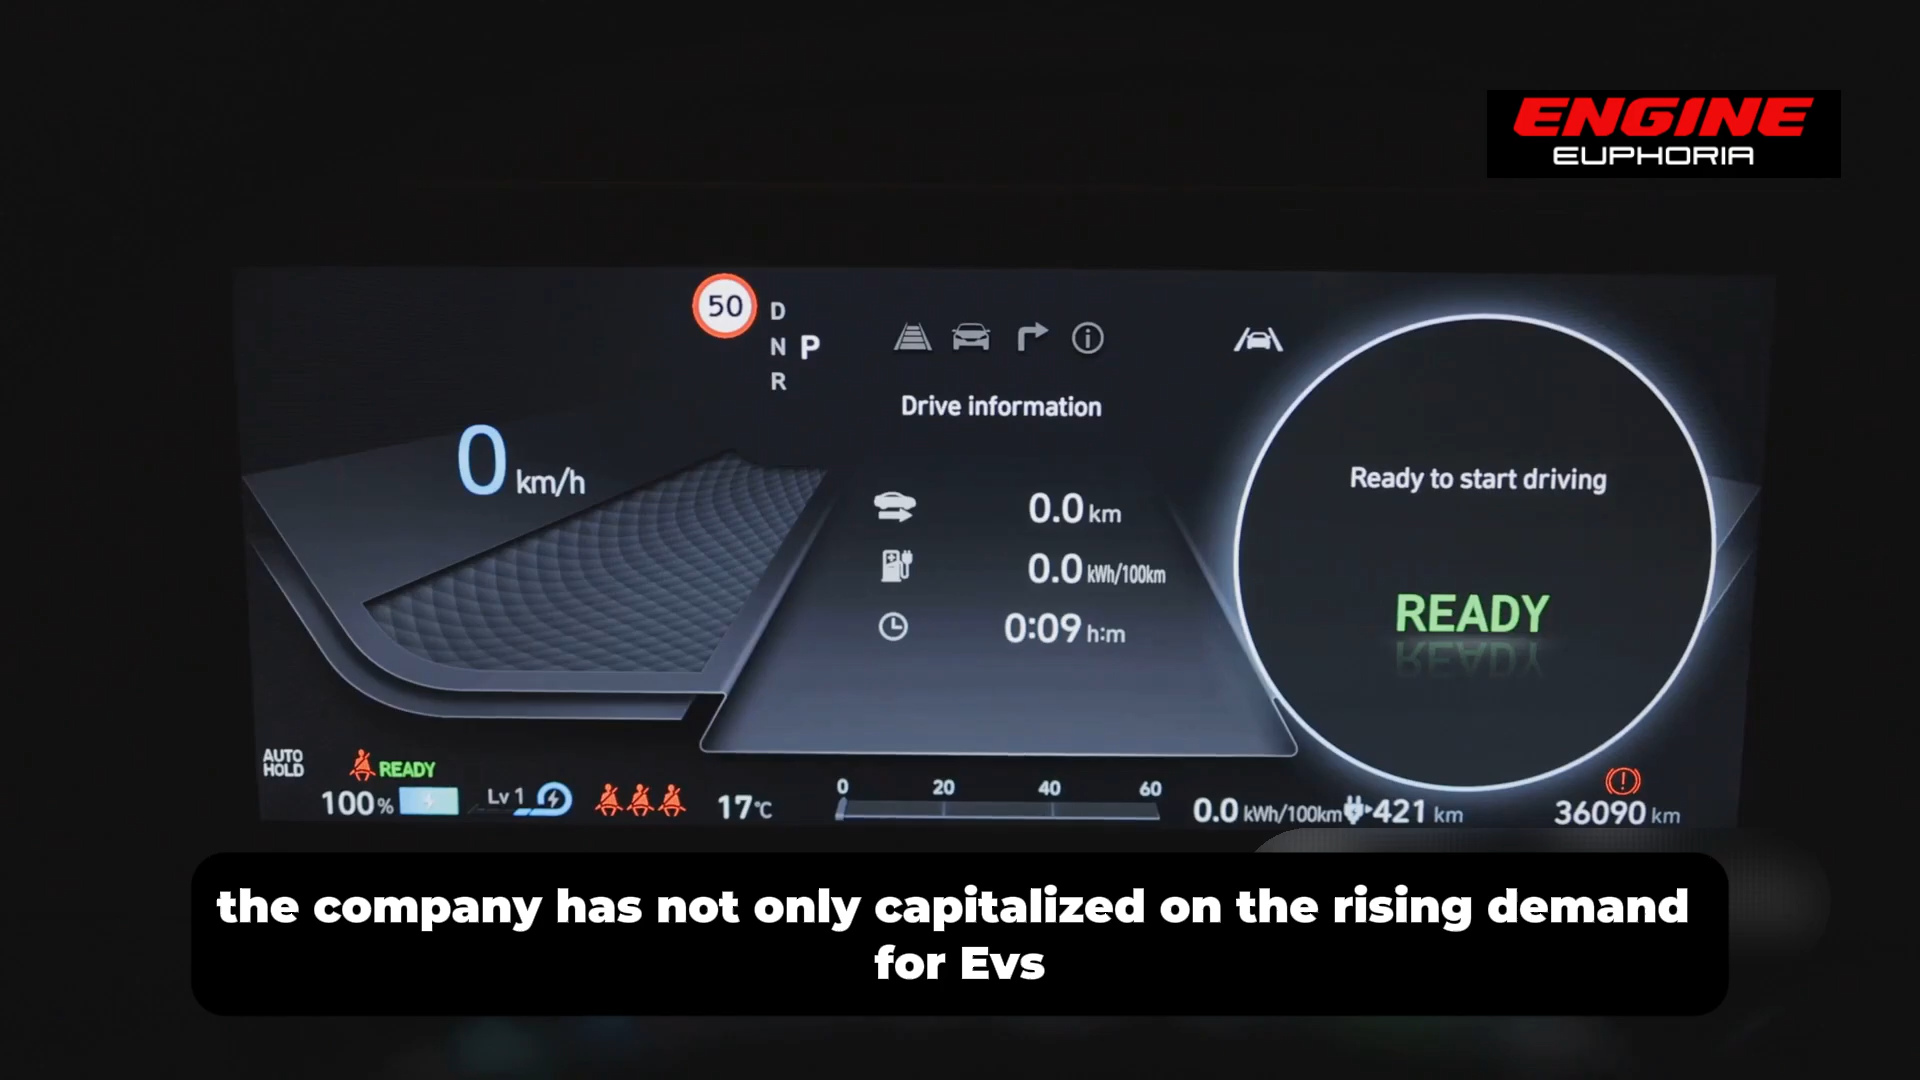 ENGINE
EUPHORIA
50
D
N P
R
Drive information
0 km/h
0.0 km
0.0 kWh/100km
0:09 h:m
Ready to start driving
READY
AUTO
HOLD
READY
100%
Lv 1
17°C
0 20 40 60
0.0 kWh/100km
421 km
36090 km
the company has not only capitalized on the rising demand
for Evs